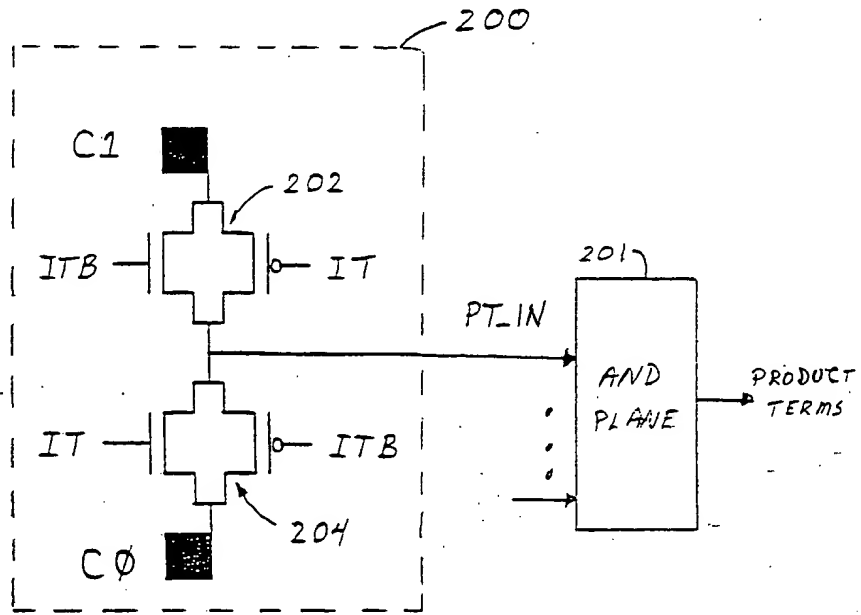 200
C1
202
ITB
IT
201
PT_IN
AND
PLANE
PRODUCT
TERMS
IT
ITB
204
CØ